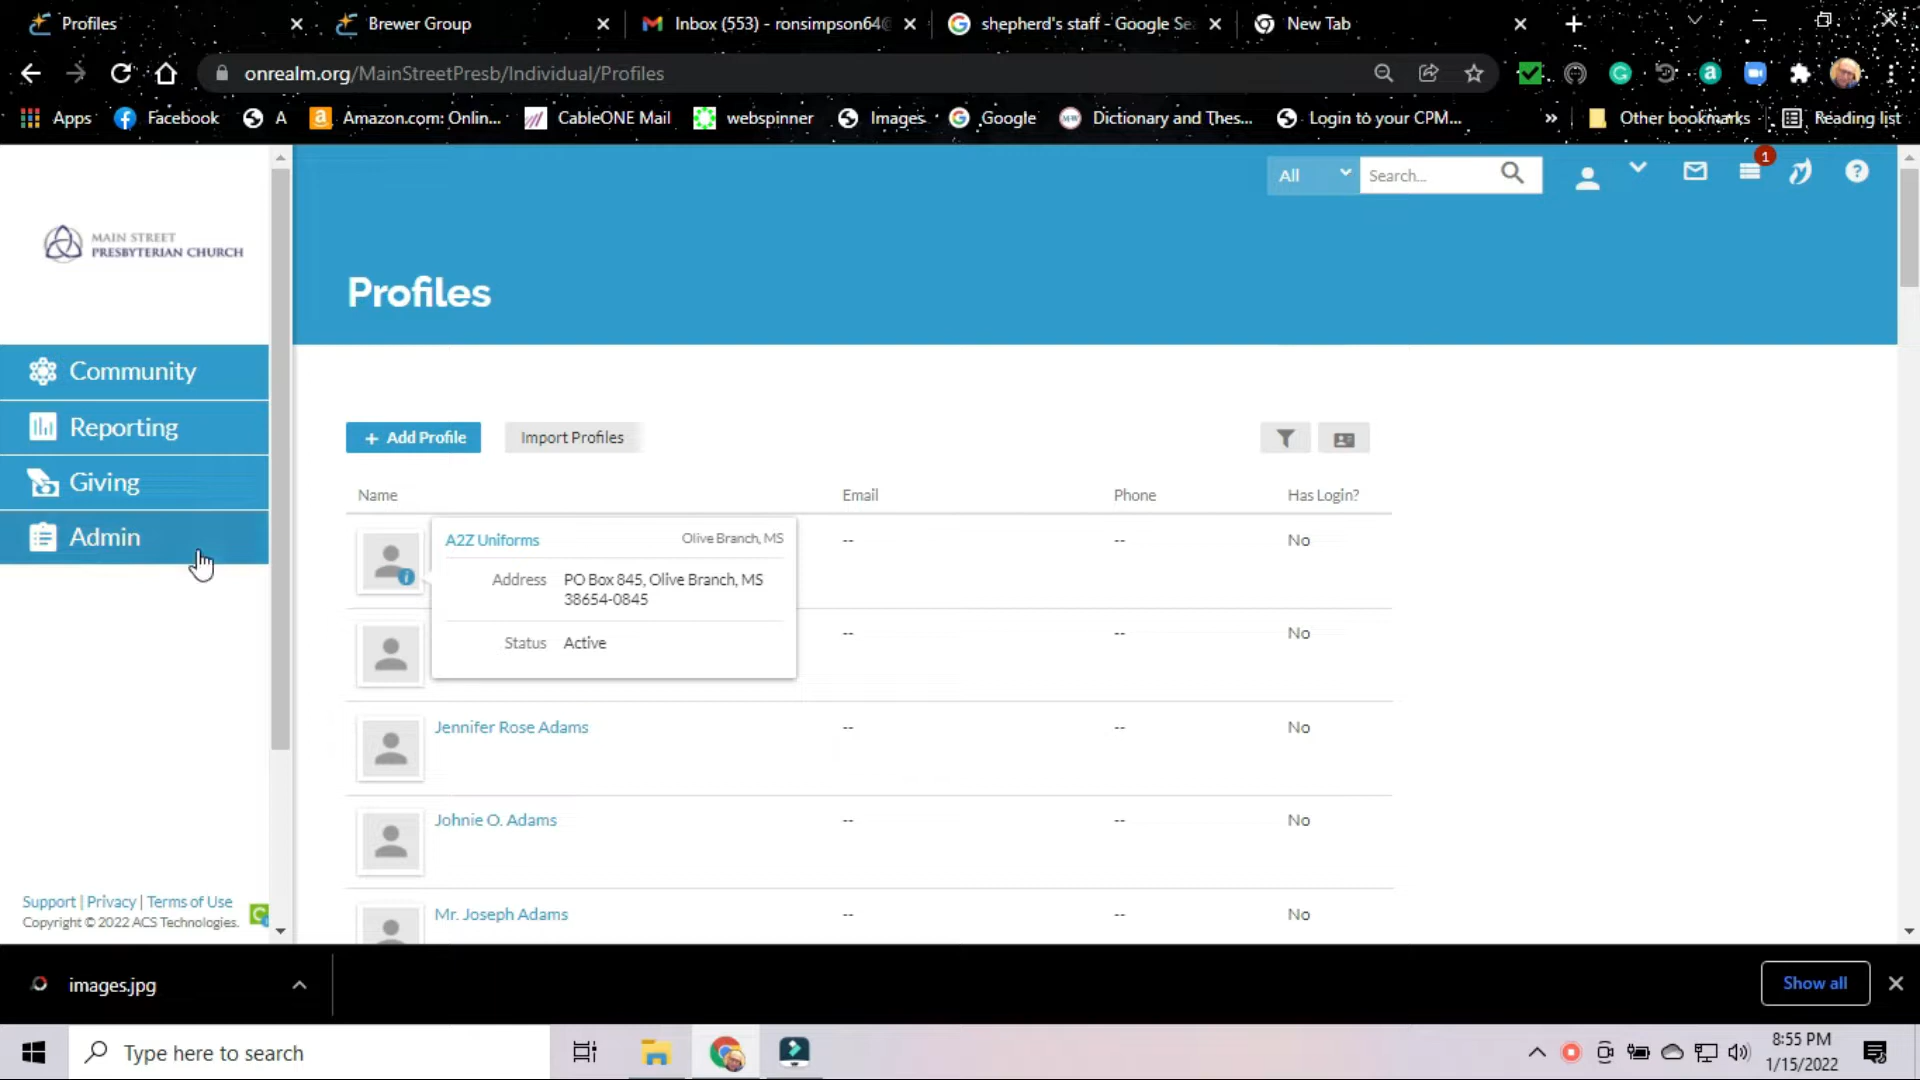 Profiles
Brewer Group
Inbox (553) - ronsimpson64@
shepherd's staff - Google Se
New Tab
onrealm.org/MainStreetPresb/Individual/Profiles
Apps
Facebook
A
Amazon.com: Onlin...
CableONE Mail
webspinner
Images
Google
Dictionary and Thes...
Login to your CPM...
»
Other bookmarks
Reading list
All
Search...
1
?
MAIN STREET
PRESBYTERIAN CHURCH
Profiles
Community
Reporting
Giving
Admin
+ Add Profile
Import Profiles
Name
Email
Phone
Has Login?
A2Z Uniforms
Olive Branch, MS
Address
PO Box 845, Olive Branch, MS
38654-0845
Status
Active
--
--
No
--
--
No
Jennifer Rose Adams
--
--
No
Johnie O. Adams
--
--
No
Mr. Joseph Adams
--
--
No
Support | Privacy | Terms of Use
Copyright © 2022 ACS Technologies.
images.jpg
Show all
Type here to search
8:55 PM
1/15/2022